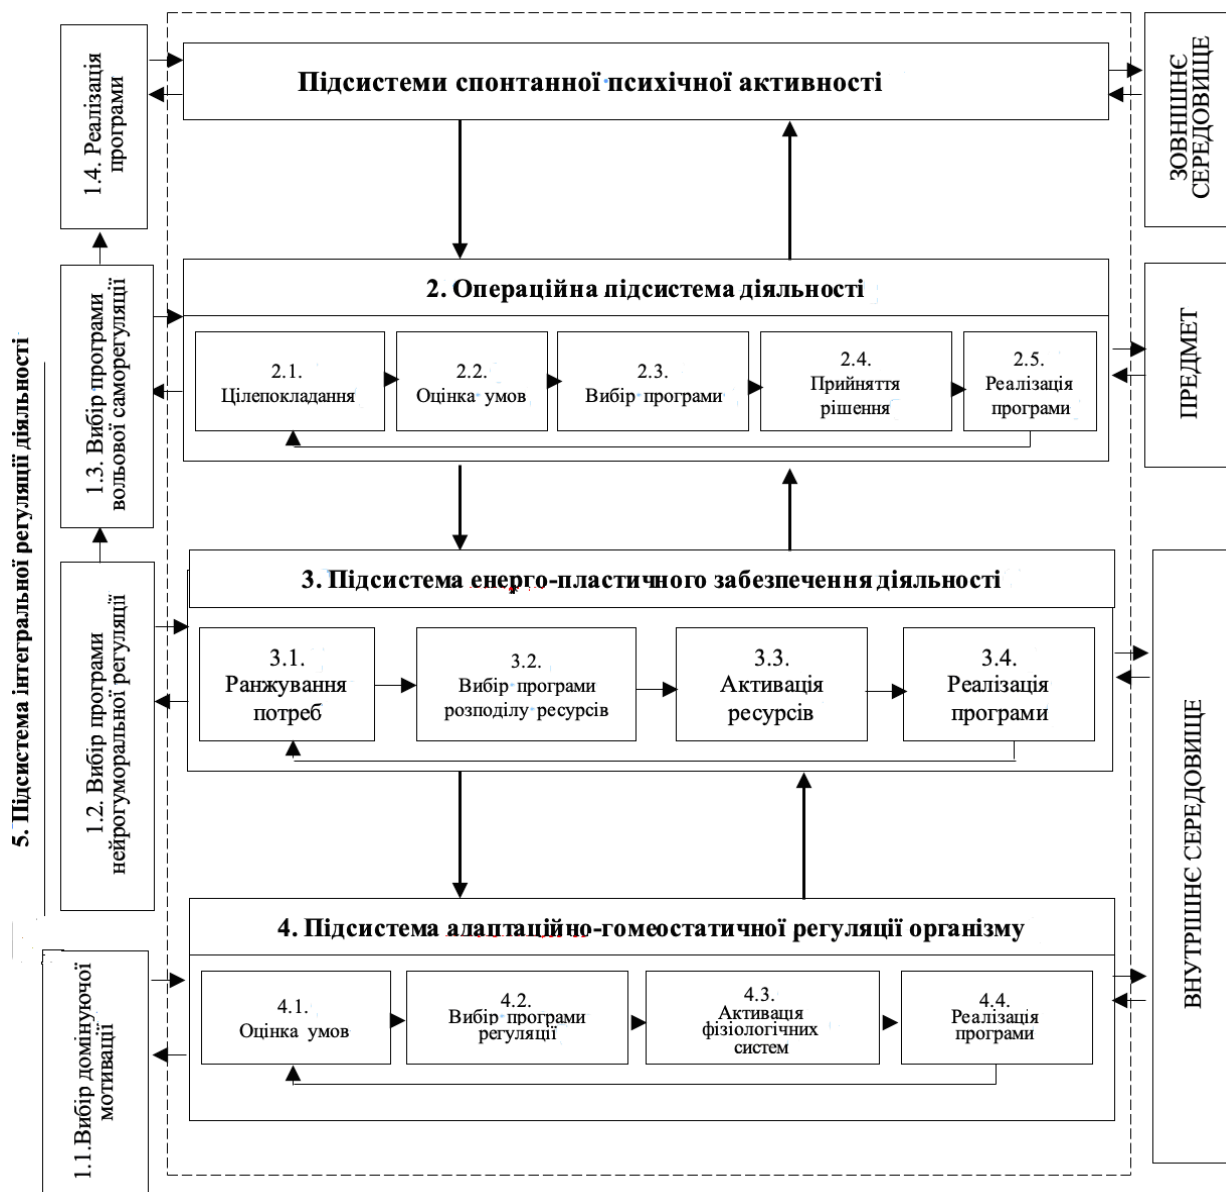 Підсистеми спонтанної психічної активності
1.4. Реалізація
програми
ЗОВНІШНЄ
СЕРЕДОВИЩЕ
5. Підсистема інтегральної регуляції діяльності
1.3. Вибір програми
вольової саморегуляції
2. Операційна підсистема діяльності
2.1.
Цілепокладання
2.2.
Оцінка умов
2.3.
Вибір програми
2.4.
Прийняття
рішення
2.5.
Реалізація
програми
ПРЕДМЕТ
1.2. Вибір програми
нейрогуморальної регуляції
3. Підсистема енерго-пластичного забезпечення діяльності
3.1.
Ранжування
потреб
3.2.
Вибір програми
розподілу ресурсів
3.3.
Активація
ресурсів
3.4.
Реалізація
програми
ВНУТРІШНЄ СЕРЕДОВИЩЕ
1.1.Вибір домінуючої
мотивації
4. Підсистема адаптаційно-гомеостатичної регуляції організму
4.1.
Оцінка умов
4.2.
Вибір програми
регуляції
4.3.
Активація
фізіологічних
систем
4.4.
Реалізація
програми